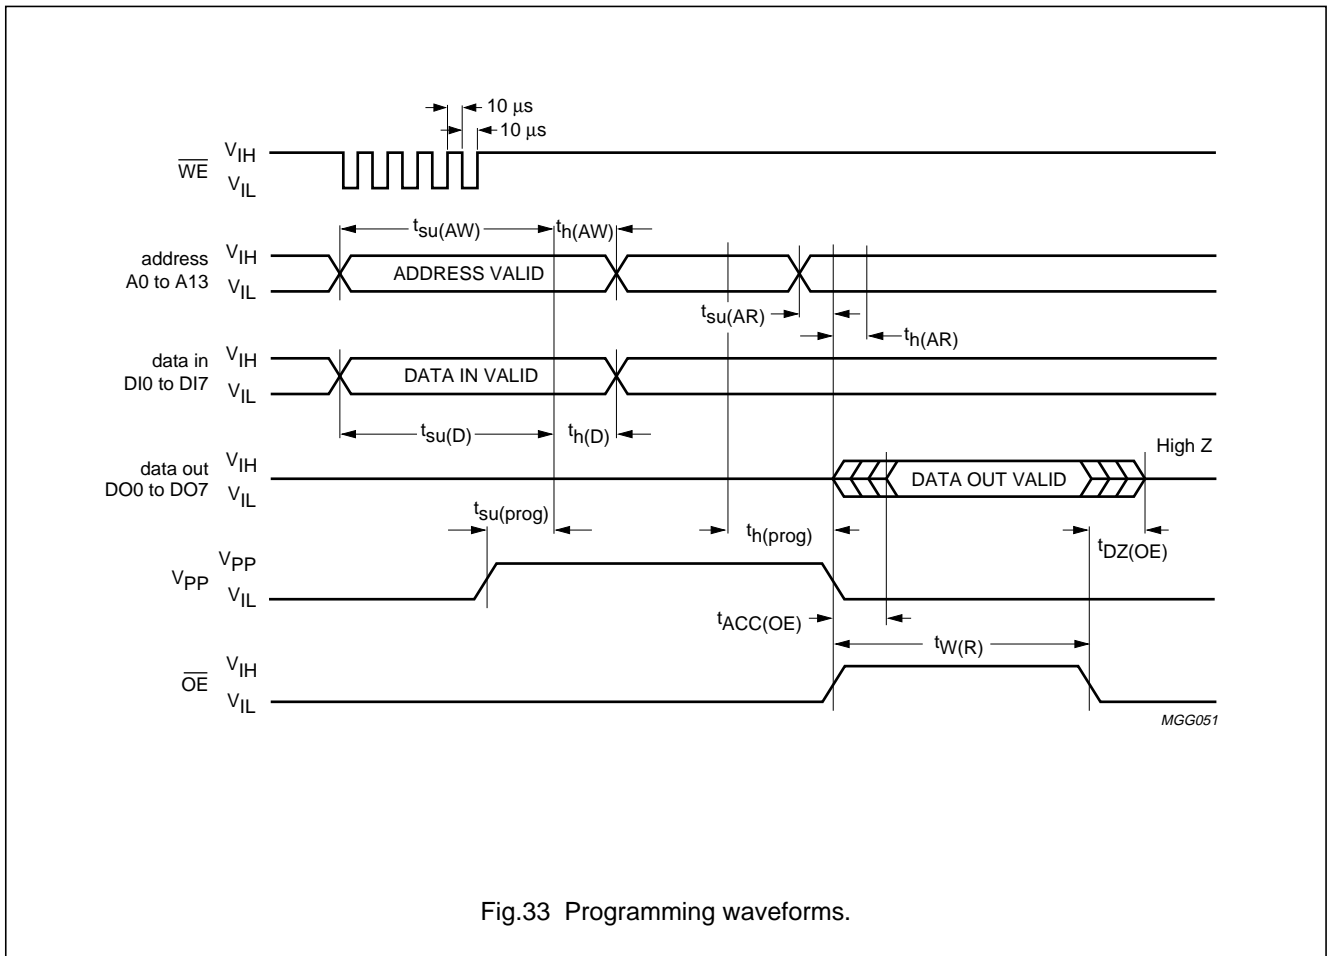 10 µs
10 µs
WE VIH
VIL
tsu(AW) th(AW)
address A0 to A13 VIH
VIL
ADDRESS VALID
tsu(AR)
th(AR)
data in DI0 to DI7 VIH
VIL
DATA IN VALID
tsu(D) th(D)
High Z
data out DO0 to DO7 VIH
VIL
DATA OUT VALID
tsu(prog)
th(prog)
tDZ(OE)
VPP VPP
VIL
tACC(OE)
tW(R)
OE VIH
VIL
MGG051
Fig.33 Programming waveforms.